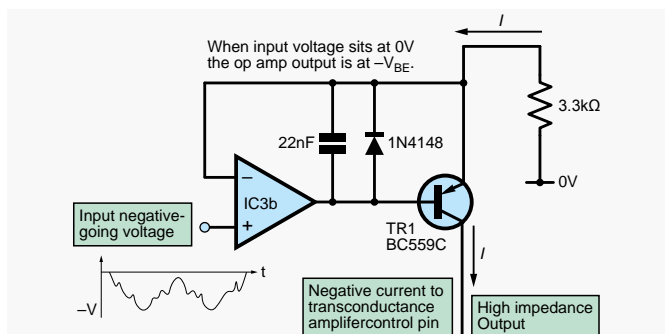 I
When input voltage sits at 0V
the op amp output is at –VBE.
3.3kΩ
22nF
1N4148
–
IC3b
0V
Input negative-
going voltage
+
TR1
BC559C
t
I
–V
Negative current to
transconductance
amplifercontrol pin
High impedance
Output